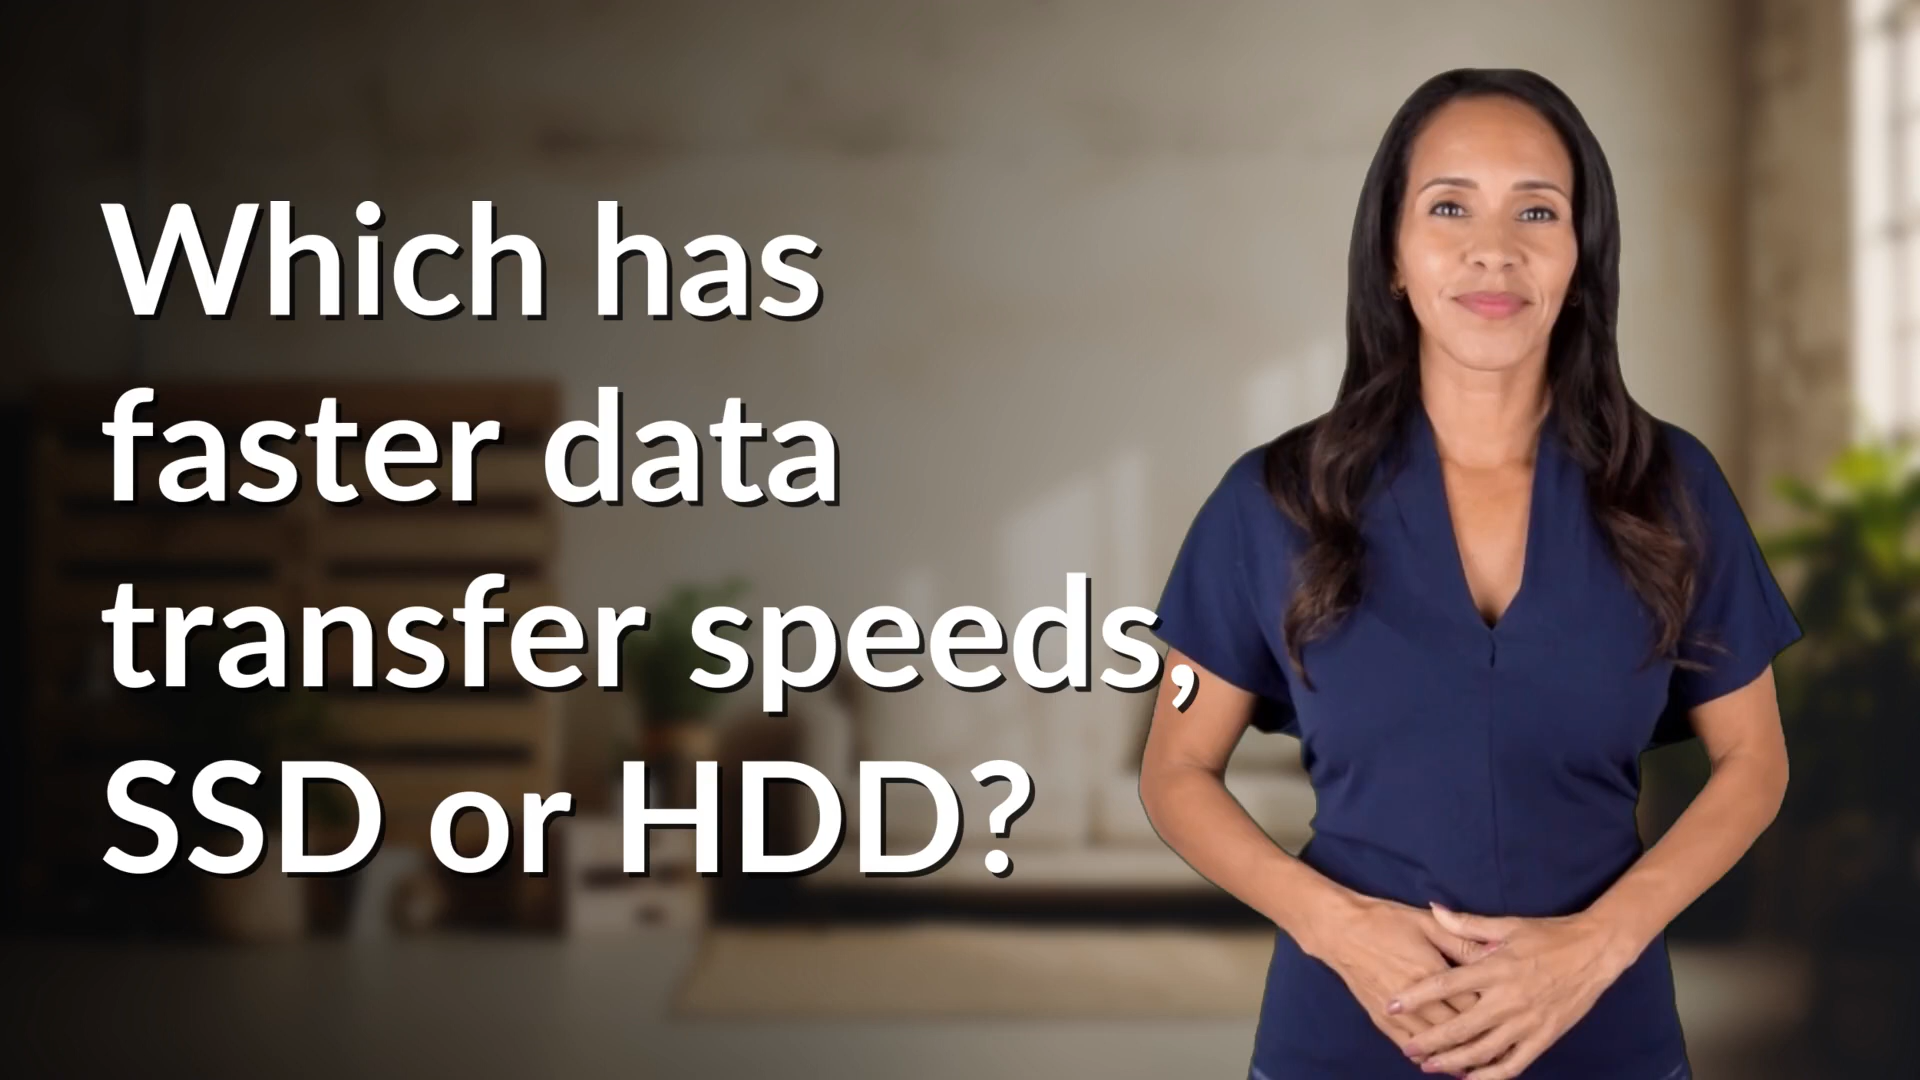 Which has
faster data
transfer speeds,
SSD or HDD?